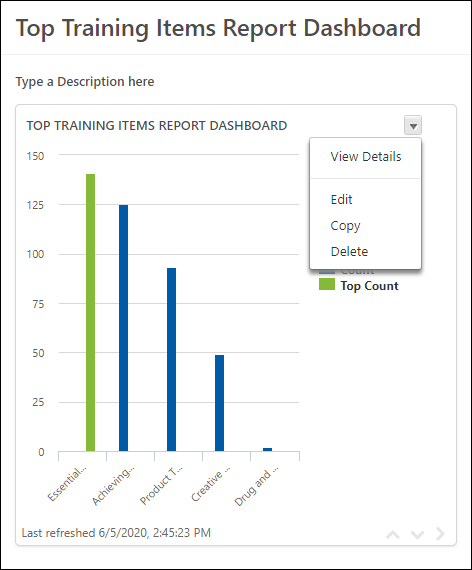 Top Training Items Report Dashboard
Type a Description here
TOP TRAINING ITEMS REPORT DASHBOARD
View Details
Edit
Copy
Delete
Count
Top Count
150
125
100
75
50
25
0
Essential...
Achieving...
Product T...
Creative ...
Drug and ...
Last refreshed 6/5/2020, 2:45:23 PM